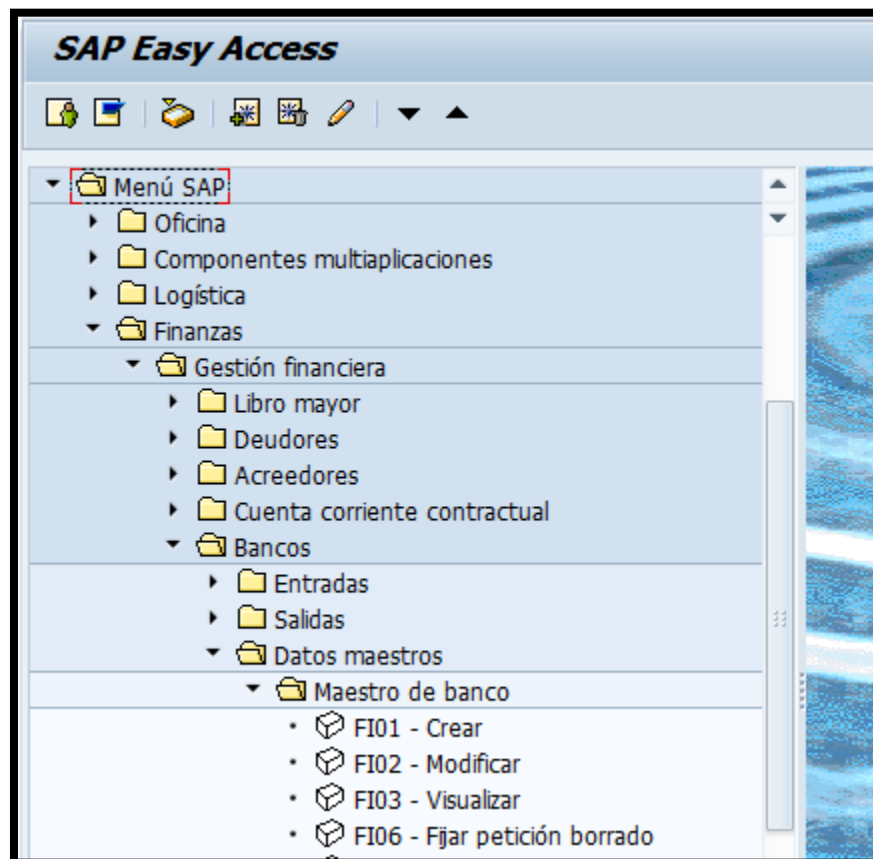 SAP Easy Access
Menú SAP
Oficina
Componentes multiaplicaciones
Logística
Finanzas
Gestión financiera
Libro mayor
Deudores
Acreedores
Cuenta corriente contractual
Bancos
Entradas
Salidas
Datos maestros
Maestro de banco
FI01 - Crear
FI02 - Modificar
FI03 - Visualizar
FI06 - Fijar petición borrado